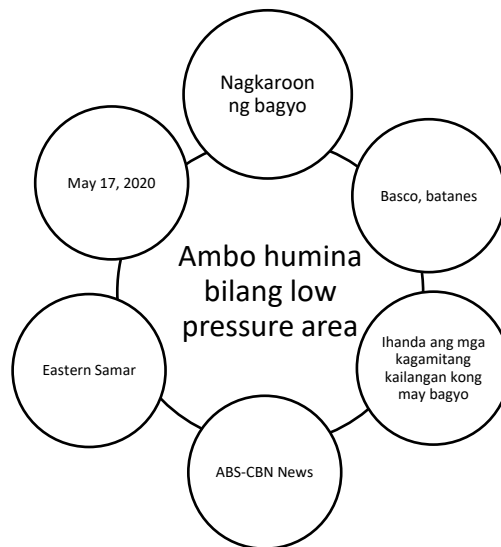 Nagkaroon
ng bagyo
May 17, 2020
Basco, batanes
Ambo humina
bilang low
pressure area
Eastern Samar
Ihanda ang mga
kagamitang
kailangan kong
may bagyo
ABS-CBN News